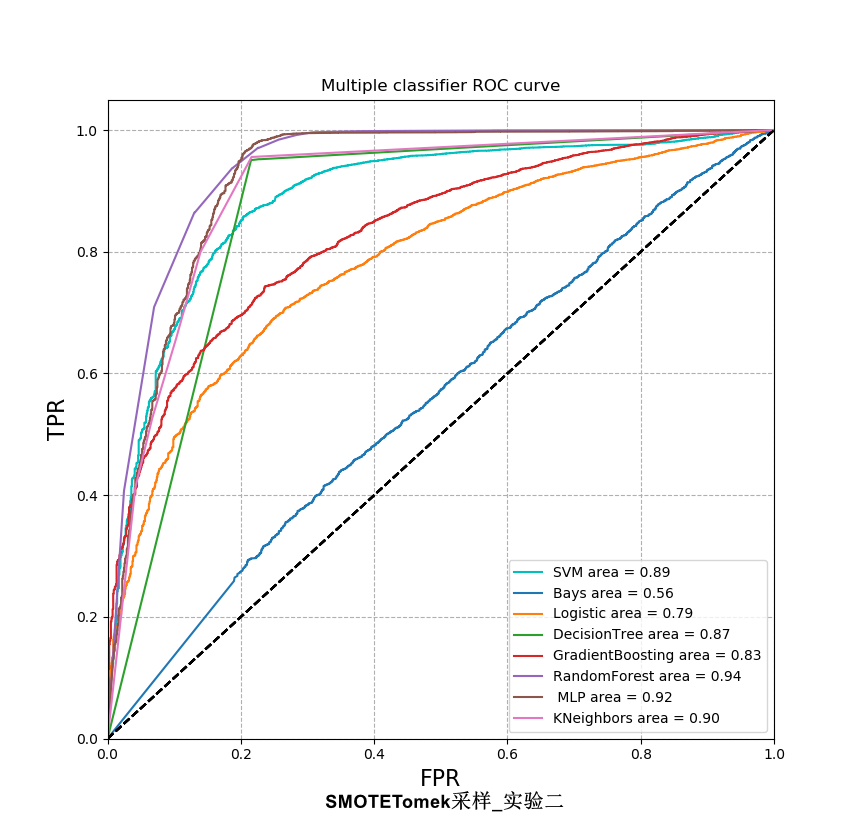 Multiple classifier ROC curve
1.0
0.8
0.6
0.4
0.2
0.0
TPR
SVM area = 0.89
Bays area = 0.56
Logistic area = 0.79
DecisionTree area = 0.87
GradientBoosting area = 0.83
RandomForest area = 0.94
MLP area = 0.92
KNeighbors area = 0.90
0.0 0.2 0.4 0.6 0.8 1.0
FPR
SMOTETomek采样_实验二